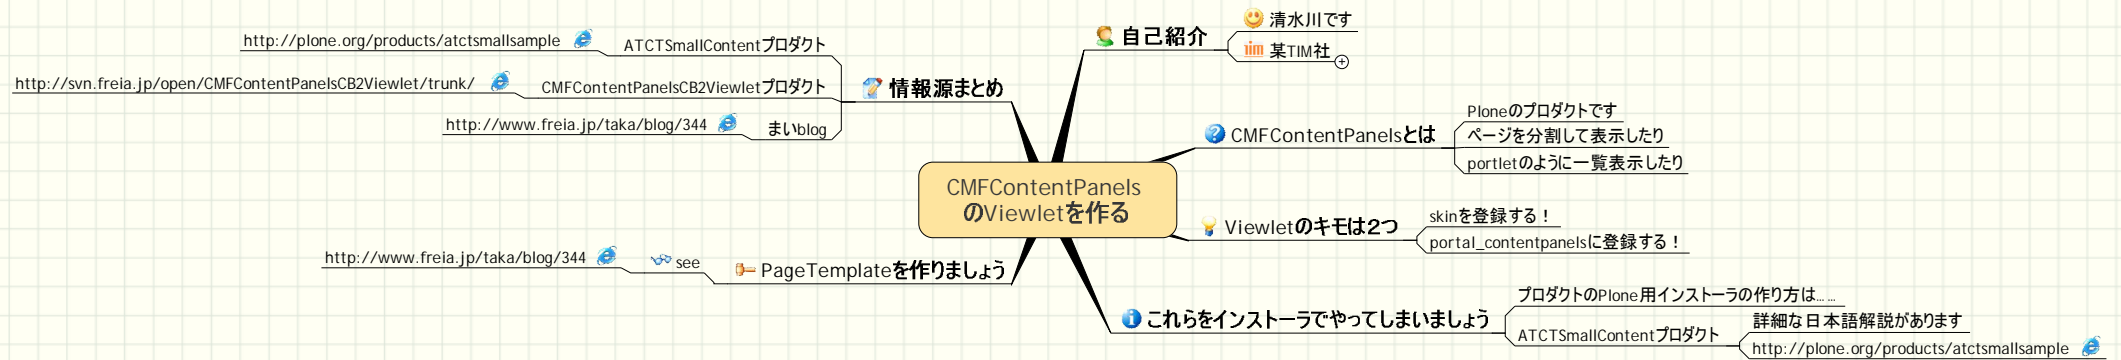 CMFContentPanels
のViewletを作る
自己紹介
清水川です
tim 某TIM社
CMFContentPanelsとは
Ploneのプロダクトです
ページを分割して表示したり
portletのように一覧表示したり
Viewletのキモは2つ
skinを登録する！
portal_contentpanelsに登録する！
これらをインストーラでやってしまいましょう
プロダクトのPlone用インストーラの作り方は……
ATCTSmallContentプロダクト
詳細な日本語解説があります
http://plone.org/products/atctsmallsample
PageTemplateを作りましょう
see
http://www.freia.jp/taka/blog/344
情報源まとめ
ATCTSmallContentプロダクト
http://plone.org/products/atctsmallsample
CMFContentPanelsCB2Viewletプロダクト
http://svn.freia.jp/open/CMFContentPanelsCB2Viewlet/trunk/
まいblog
http://www.freia.jp/taka/blog/344